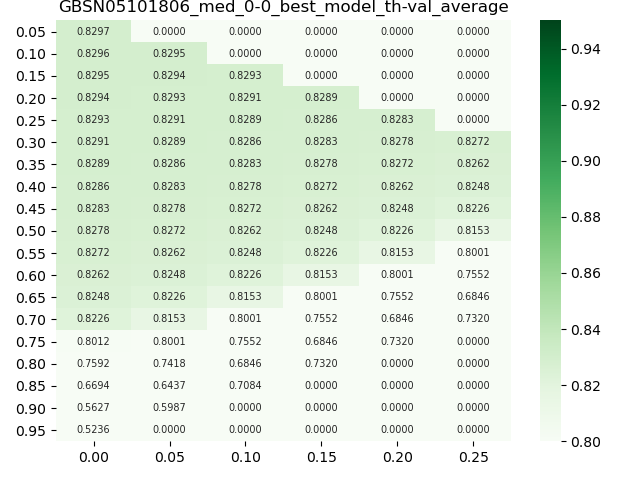 GBSN05101806_med_0-0_best_model_th-val_average
0.05 0.8297 0.0000 0.0000 0.0000 0.0000 0.0000
0.10 0.8296 0.8295 0.0000 0.0000 0.0000 0.0000
0.15 0.8295 0.8294 0.8293 0.0000 0.0000 0.0000
0.20 0.8294 0.8293 0.8291 0.8289 0.0000 0.0000
0.25 0.8293 0.8291 0.8289 0.8286 0.8283 0.0000
0.30 0.8291 0.8289 0.8286 0.8283 0.8278 0.8272
0.35 0.8289 0.8286 0.8283 0.8278 0.8272 0.8262
0.40 0.8286 0.8283 0.8278 0.8272 0.8262 0.8248
0.45 0.8283 0.8278 0.8272 0.8262 0.8248 0.8226
0.50 0.8278 0.8272 0.8262 0.8248 0.8226 0.8153
0.55 0.8272 0.8262 0.8248 0.8226 0.8153 0.8001
0.60 0.8262 0.8248 0.8226 0.8153 0.8001 0.7552
0.65 0.8248 0.8226 0.8153 0.8001 0.7552 0.6846
0.70 0.8226 0.8153 0.8001 0.7552 0.6846 0.7320
0.75 0.8012 0.8001 0.7552 0.6846 0.7320 0.0000
0.80 0.7592 0.7418 0.6846 0.7320 0.0000 0.0000
0.85 0.6694 0.6437 0.7084 0.0000 0.0000 0.0000
0.90 0.5627 0.5987 0.0000 0.0000 0.0000 0.0000
0.95 0.5236 0.0000 0.0000 0.0000 0.0000 0.0000
0.00 0.05 0.10 0.15 0.20 0.25
0.94
0.92
0.90
0.88
0.86
0.84
0.82
0.80